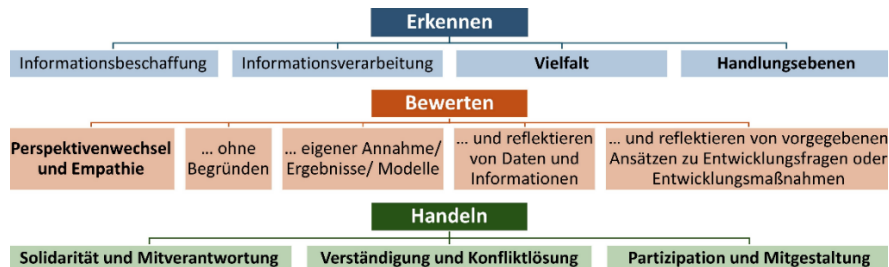 Erkennen
Informationsbeschaffung
Informationsverarbeitung
Vielfalt
Handlungsebenen
Bewerten
Perspektivenwechsel
und Empathie
... ohne
Begründen
... eigener Annahme/
Ergebnisse/ Modelle
... und reflektieren
von Daten und
Informationen
... und reflektieren von vorgegebenen
Ansätzen zu Entwicklungsfragen oder
Entwicklungsmaßnahmen
Handeln
Solidarität und Mitverantwortung
Verständigung und Konfliktlösung
Partizipation und Mitgestaltung